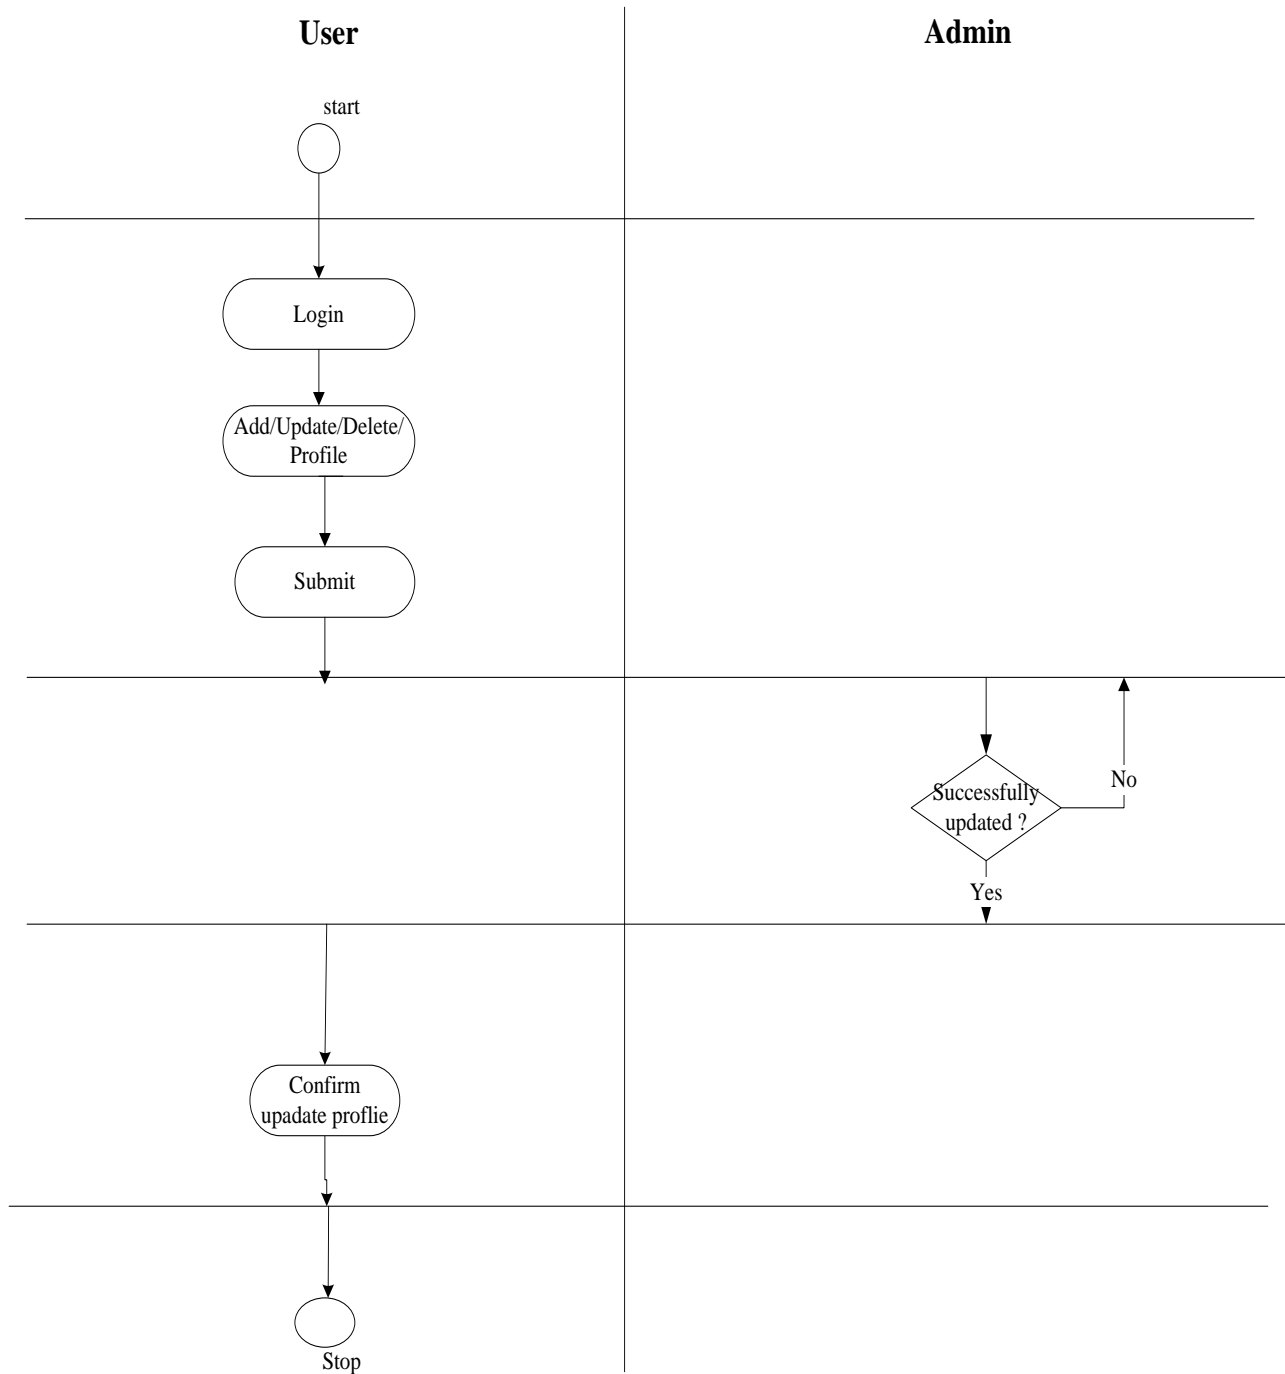 User
Admin
start
Login
Add/Update/Delete/
Profile
Submit
Successfully
updated ?
No
Yes
Confirm
upadate proflie
Stop